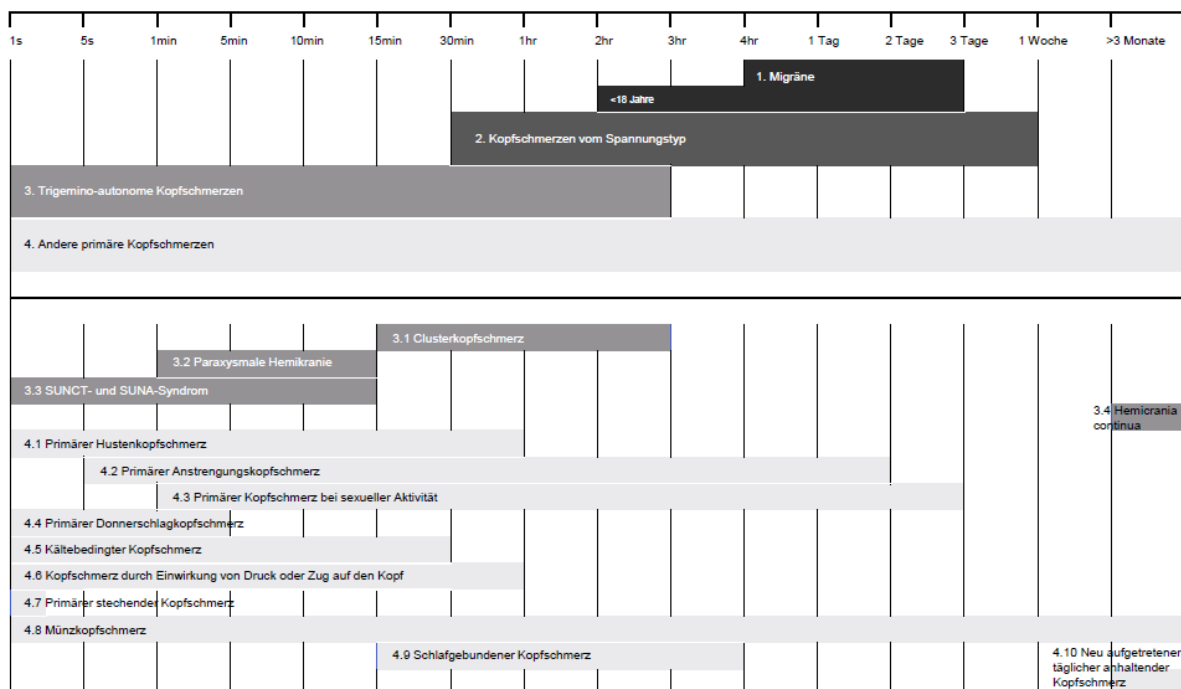 1s 5s 1min 5min 10min 15min 30min 1hr 2hr 3hr 4hr 1 Tag 2 Tage 3 Tage 1 Woche >3 Monate
1. Migräne
<18 Jahre
2. Kopfschmerzen vom Spannungstyp
3. Trigemino-autonome Kopfschmerzen
4. Andere primäre Kopfschmerzen
3.1 Clusterkopfschmerz
3.2 Paraxysmale Hemikranie
3.3 SUNCT- und SUNA-Syndrom
3.4 Hemicrania
continua
4.1 Primärer Hustenkopfschmerz
4.2 Primärer Anstrengungskopfschmerz
4.3 Primärer Kopfschmerz bei sexueller Aktivität
4.4 Primärer Donnerschlagkopfschmerz
4.5 Kältebedingter Kopfschmerz
4.6 Kopfschmerz durch Einwirkung von Druck oder Zug auf den Kopf
4.7 Primärer stechender Kopfschmerz
4.8 Münzkopfschmerz
4.9 Schlafgebundener Kopfschmerz
4.10 Neu aufgetretener
täglicher anhaltender
Kopfschmerz